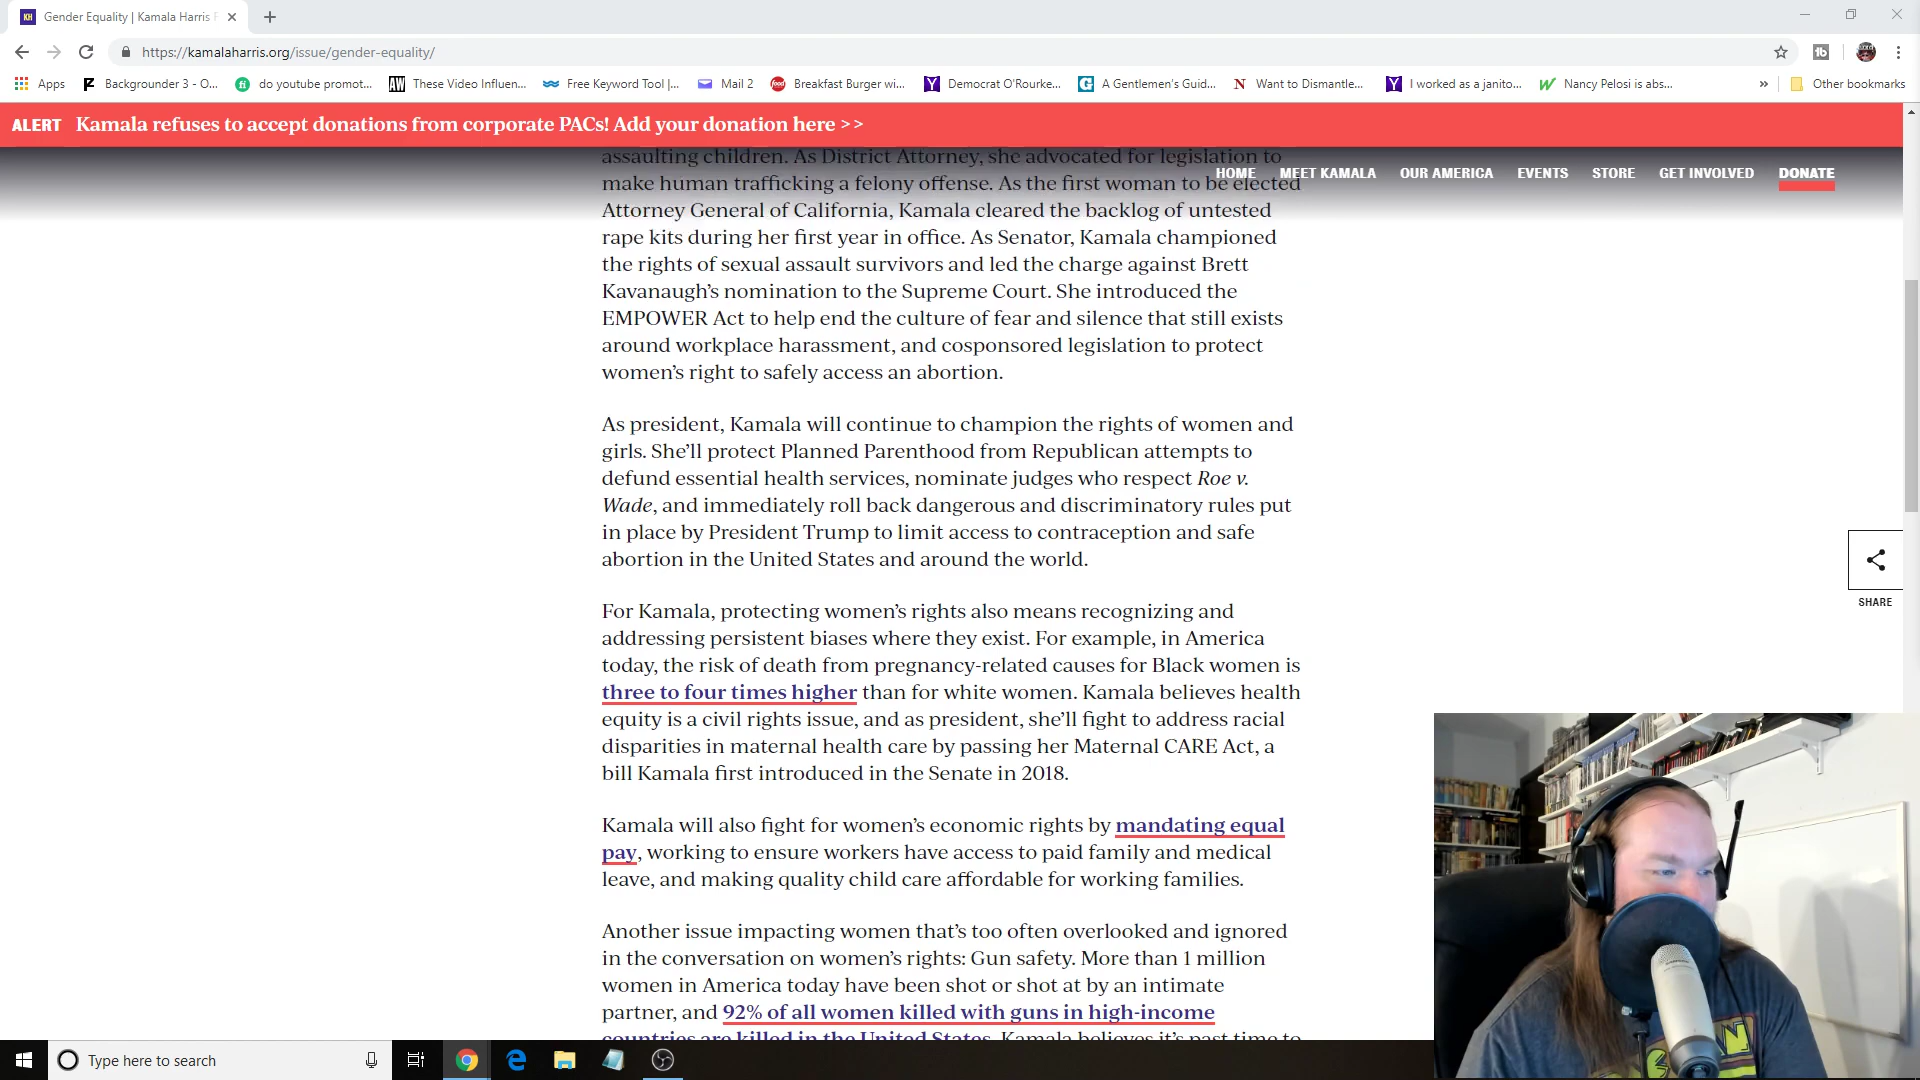 Gender Equality | Kamala Harris F
https://kamalaharris.org/issue/gender-equality/
Apps
Backgrounder 3 - O...
do youtube promot...
These Video Influen...
Free Keyword Tool |...
Mail 2
Breakfast Burger wi...
Democrat O'Rourke...
A Gentlemen's Guid...
Want to Dismantle...
I worked as a janito...
Nancy Pelosi is abs...
»
Other bookmarks
ALERT Kamala refuses to accept donations from corporate PACs! Add your donation here >>
HOME MEET KAMALA OUR AMERICA EVENTS STORE GET INVOLVED DONATE
assaulting children. As District Attorney, she advocated for legislation to
make human trafficking a felony offense. As the first woman to be elected
Attorney General of California, Kamala cleared the backlog of untested
rape kits during her first year in office. As Senator, Kamala championed
the rights of sexual assault survivors and led the charge against Brett
Kavanaugh’s nomination to the Supreme Court. She introduced the
EMPOWER Act to help end the culture of fear and silence that still exists
around workplace harassment, and cosponsored legislation to protect
women’s right to safely access an abortion.
As president, Kamala will continue to champion the rights of women and
girls. She’ll protect Planned Parenthood from Republican attempts to
defund essential health services, nominate judges who respect Roe v.
Wade, and immediately roll back dangerous and discriminatory rules put
in place by President Trump to limit access to contraception and safe
abortion in the United States and around the world.
For Kamala, protecting women’s rights also means recognizing and
addressing persistent biases where they exist. For example, in America
today, the risk of death from pregnancy-related causes for Black women is
three to four times higher than for white women. Kamala believes health
equity is a civil rights issue, and as president, she’ll fight to address racial
disparities in maternal health care by passing her Maternal CARE Act, a
bill Kamala first introduced in the Senate in 2018.
Kamala will also fight for women’s economic rights by mandating equal
pay, working to ensure workers have access to paid family and medical
leave, and making quality child care affordable for working families.
Another issue impacting women that’s too often overlooked and ignored
in the conversation on women’s rights: Gun safety. More than 1 million
women in America today have been shot or shot at by an intimate
partner, and 92% of all women killed with guns in high-income
countries are killed in the United States. Kamala believes it’s past time to
SHARE
Type here to search